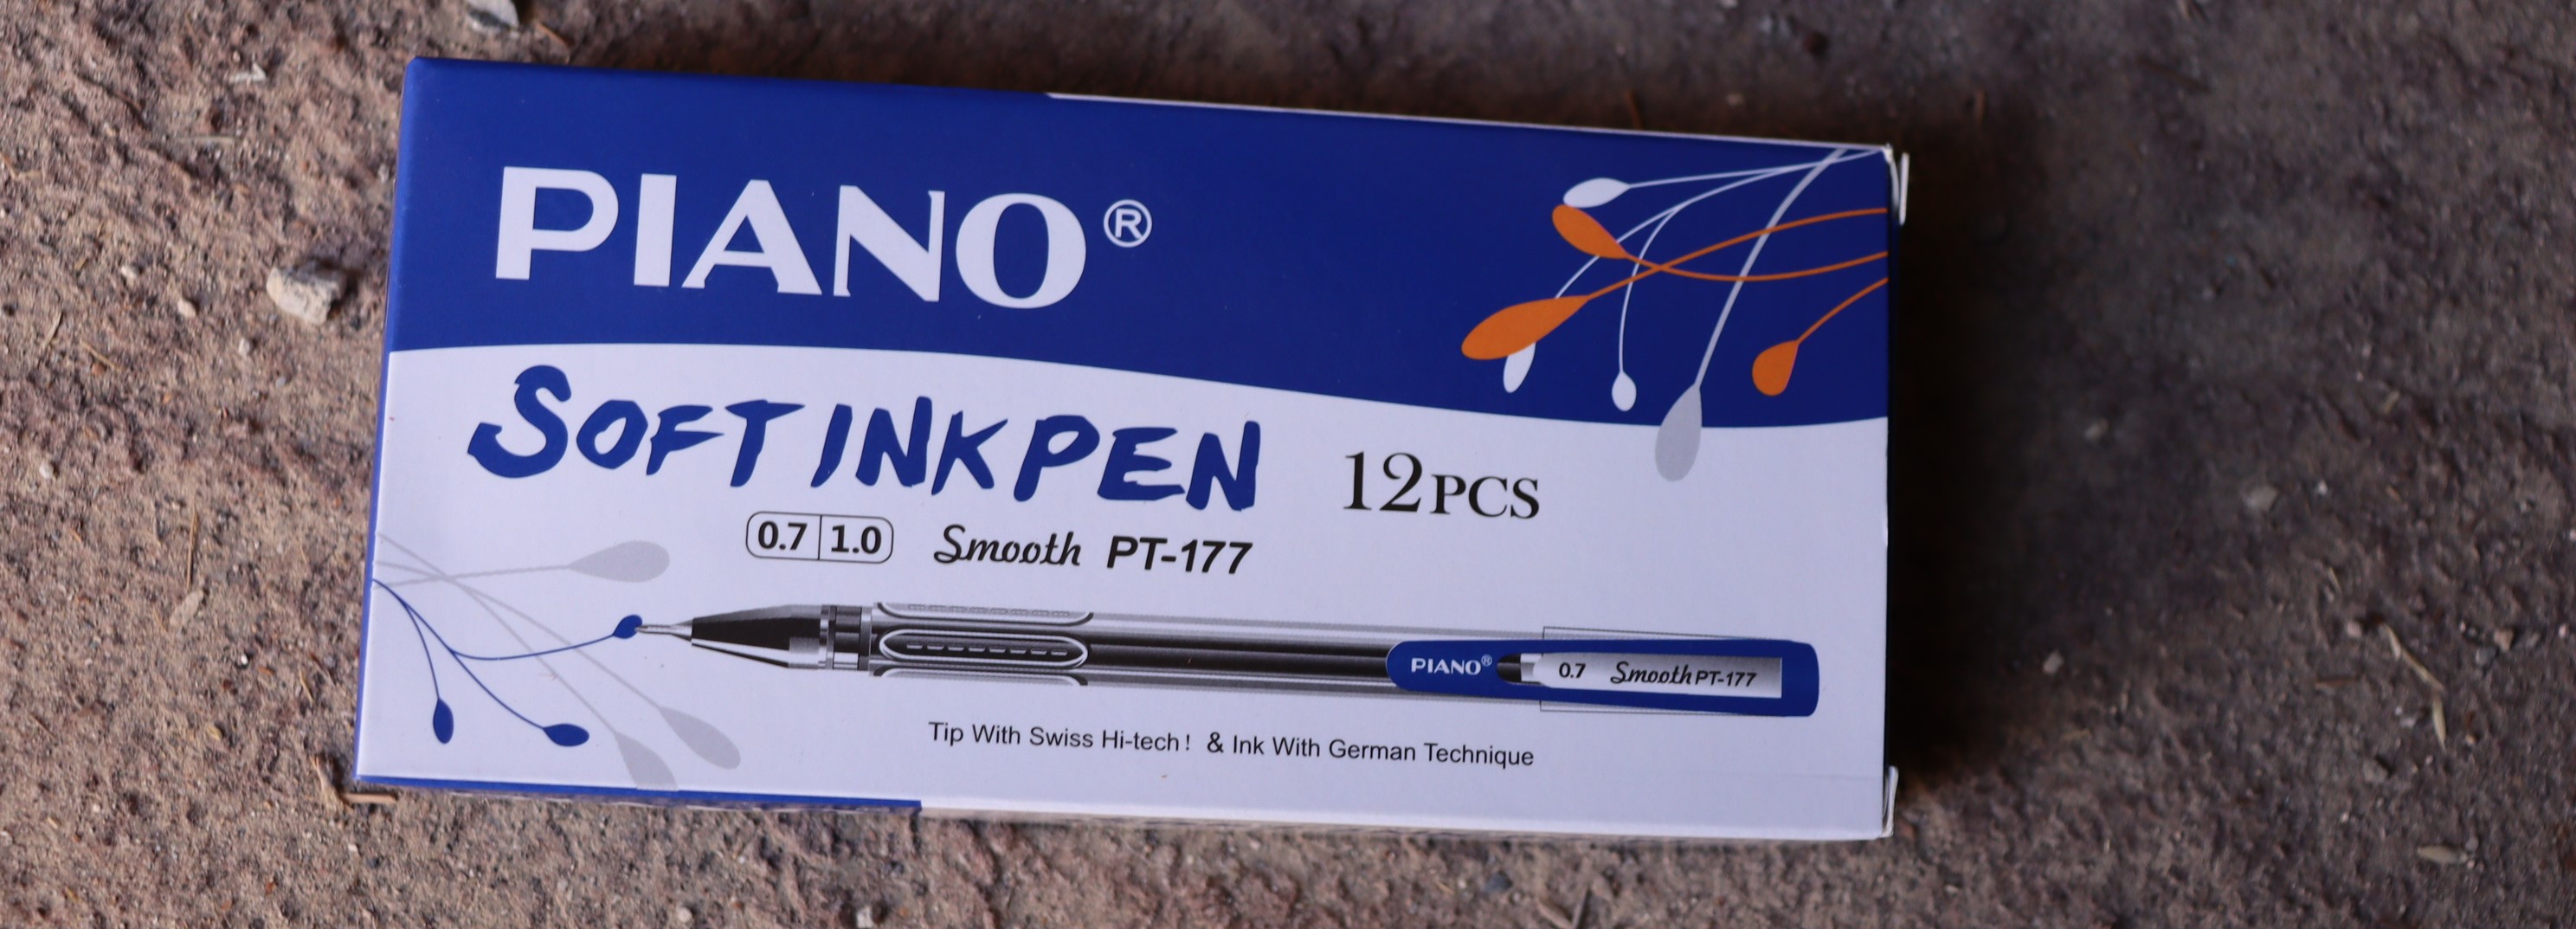 PIANO®
SOFT INK PEN 12PCS
0.7 1.0 Smooth PT-177
PIANO® 0.7 Smooth PT-177
Tip With Swiss Hi-tech! & Ink With German Technique